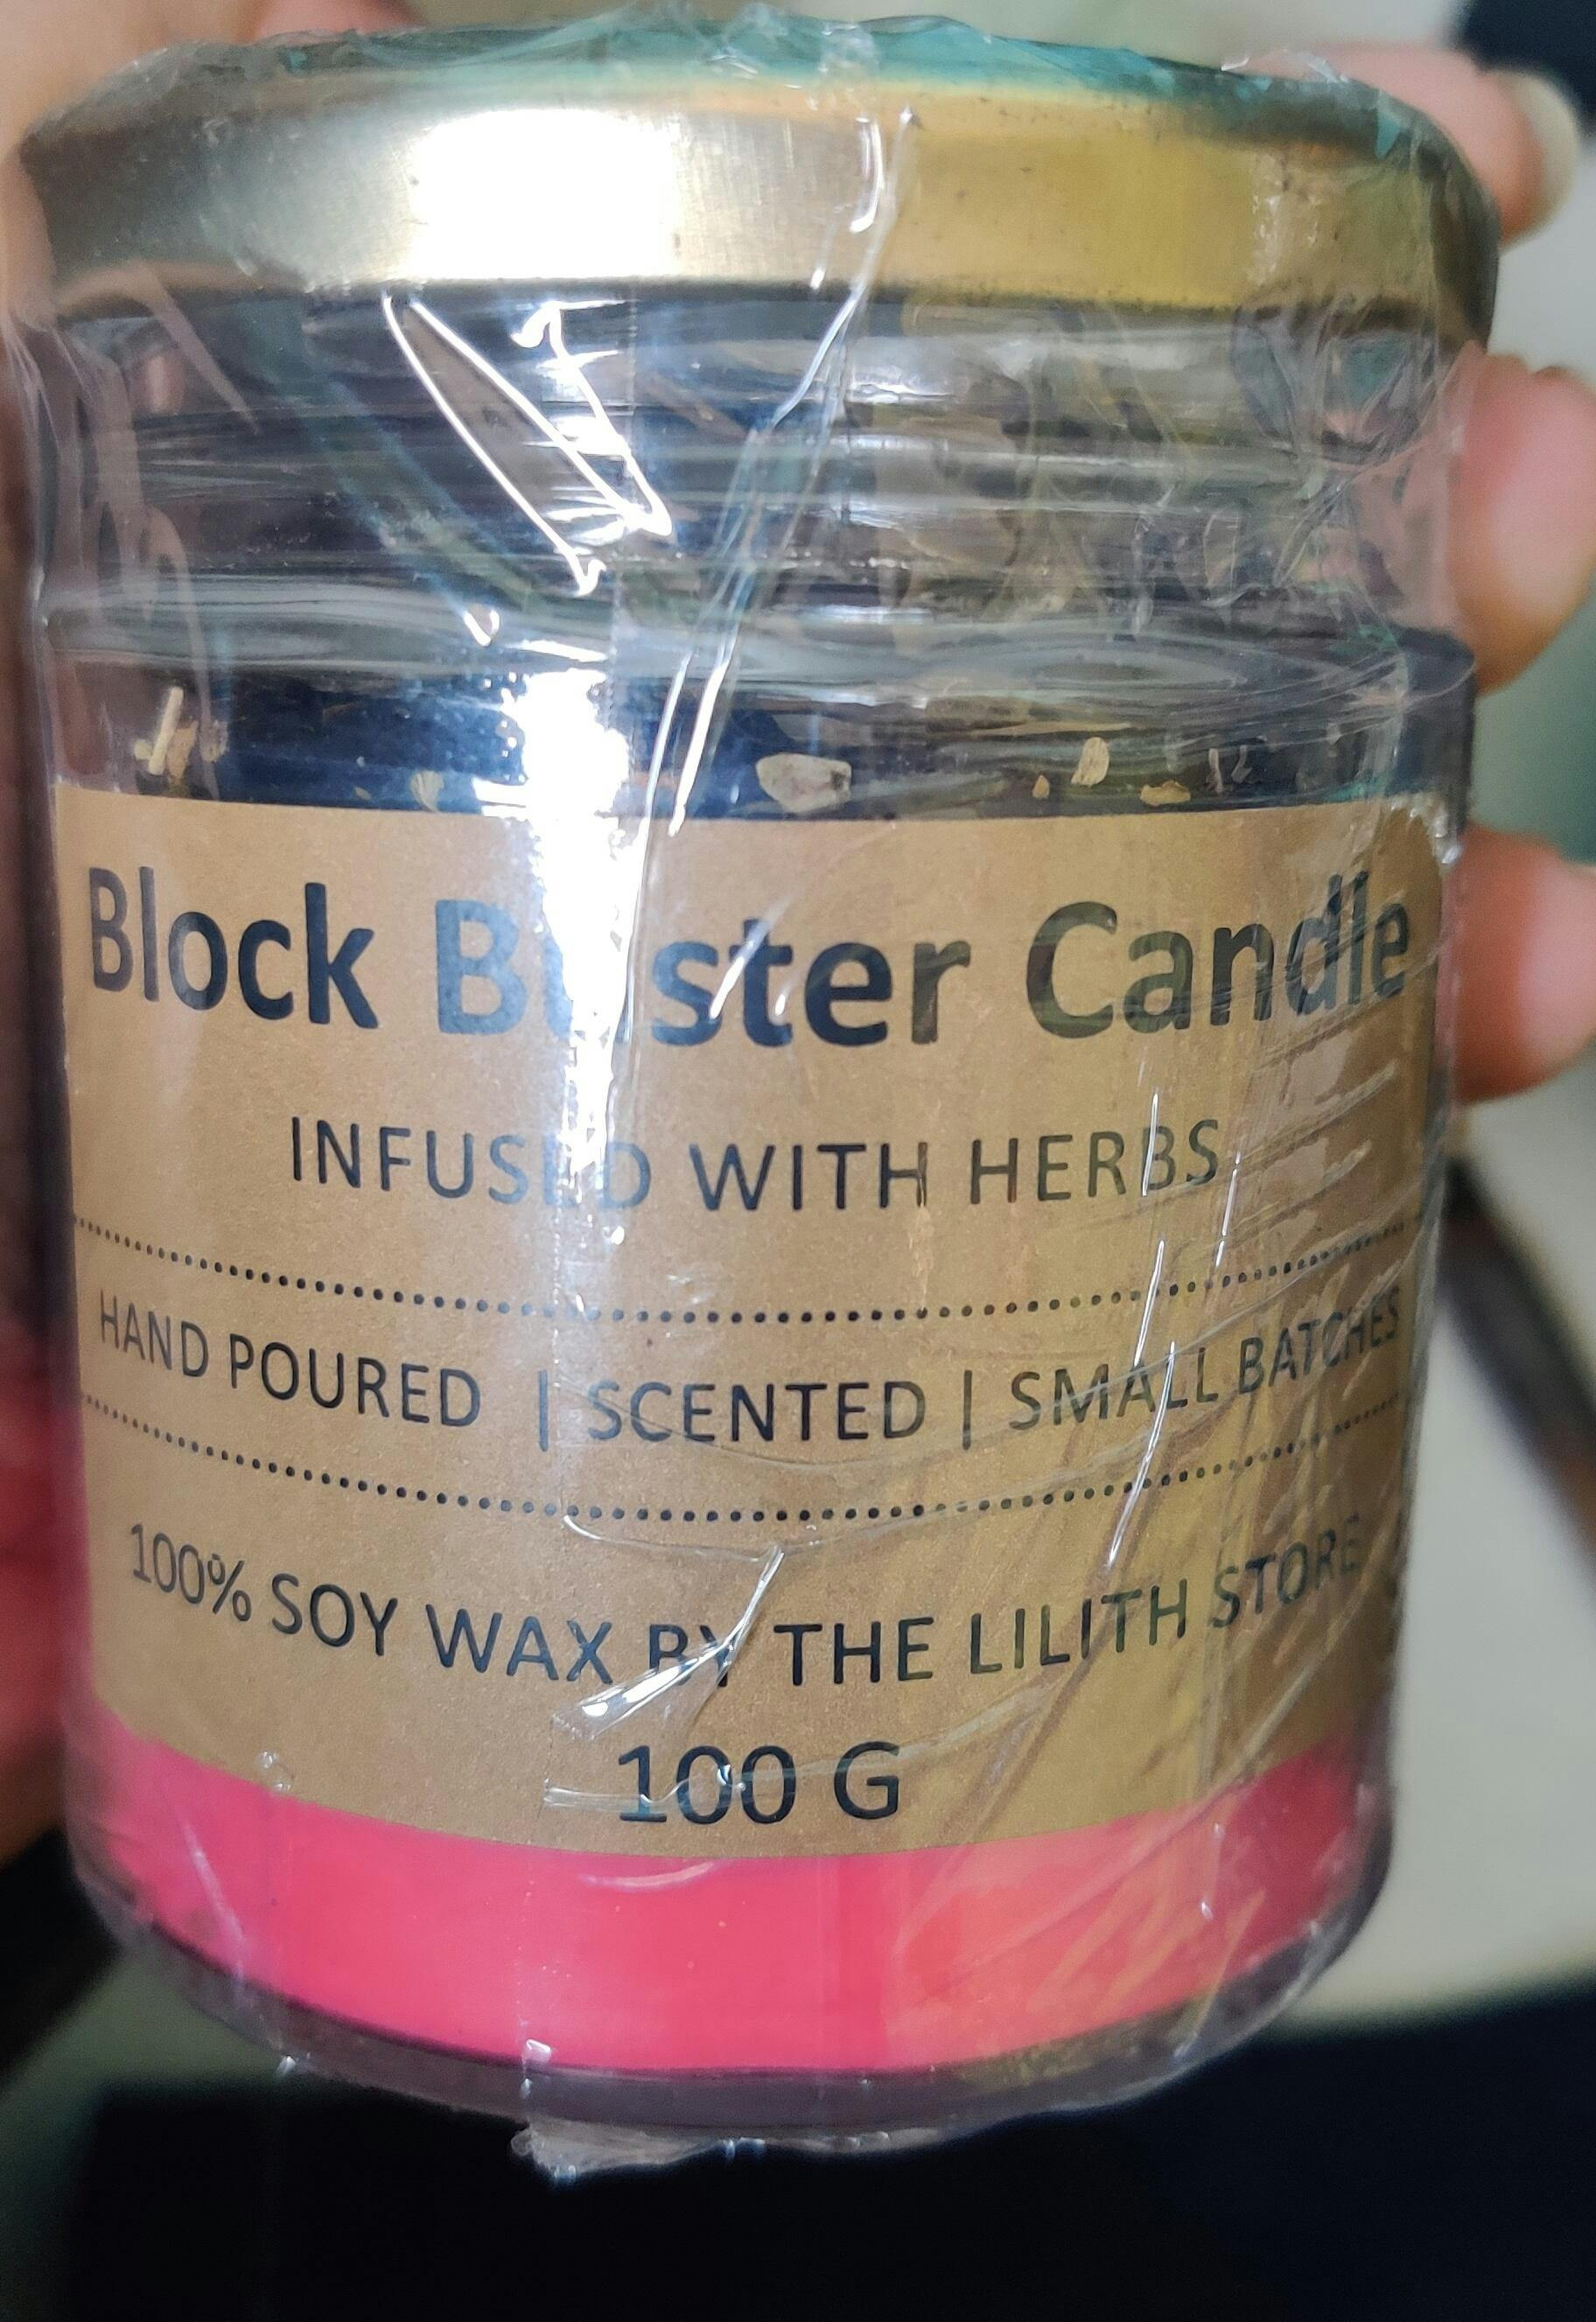 Block Buster Candle
INFUSED WITH HERBS
HAND POURED | SCENTED | SMALL BATCHES
100% SOY WAX BY THE LILITH STORE
100 G